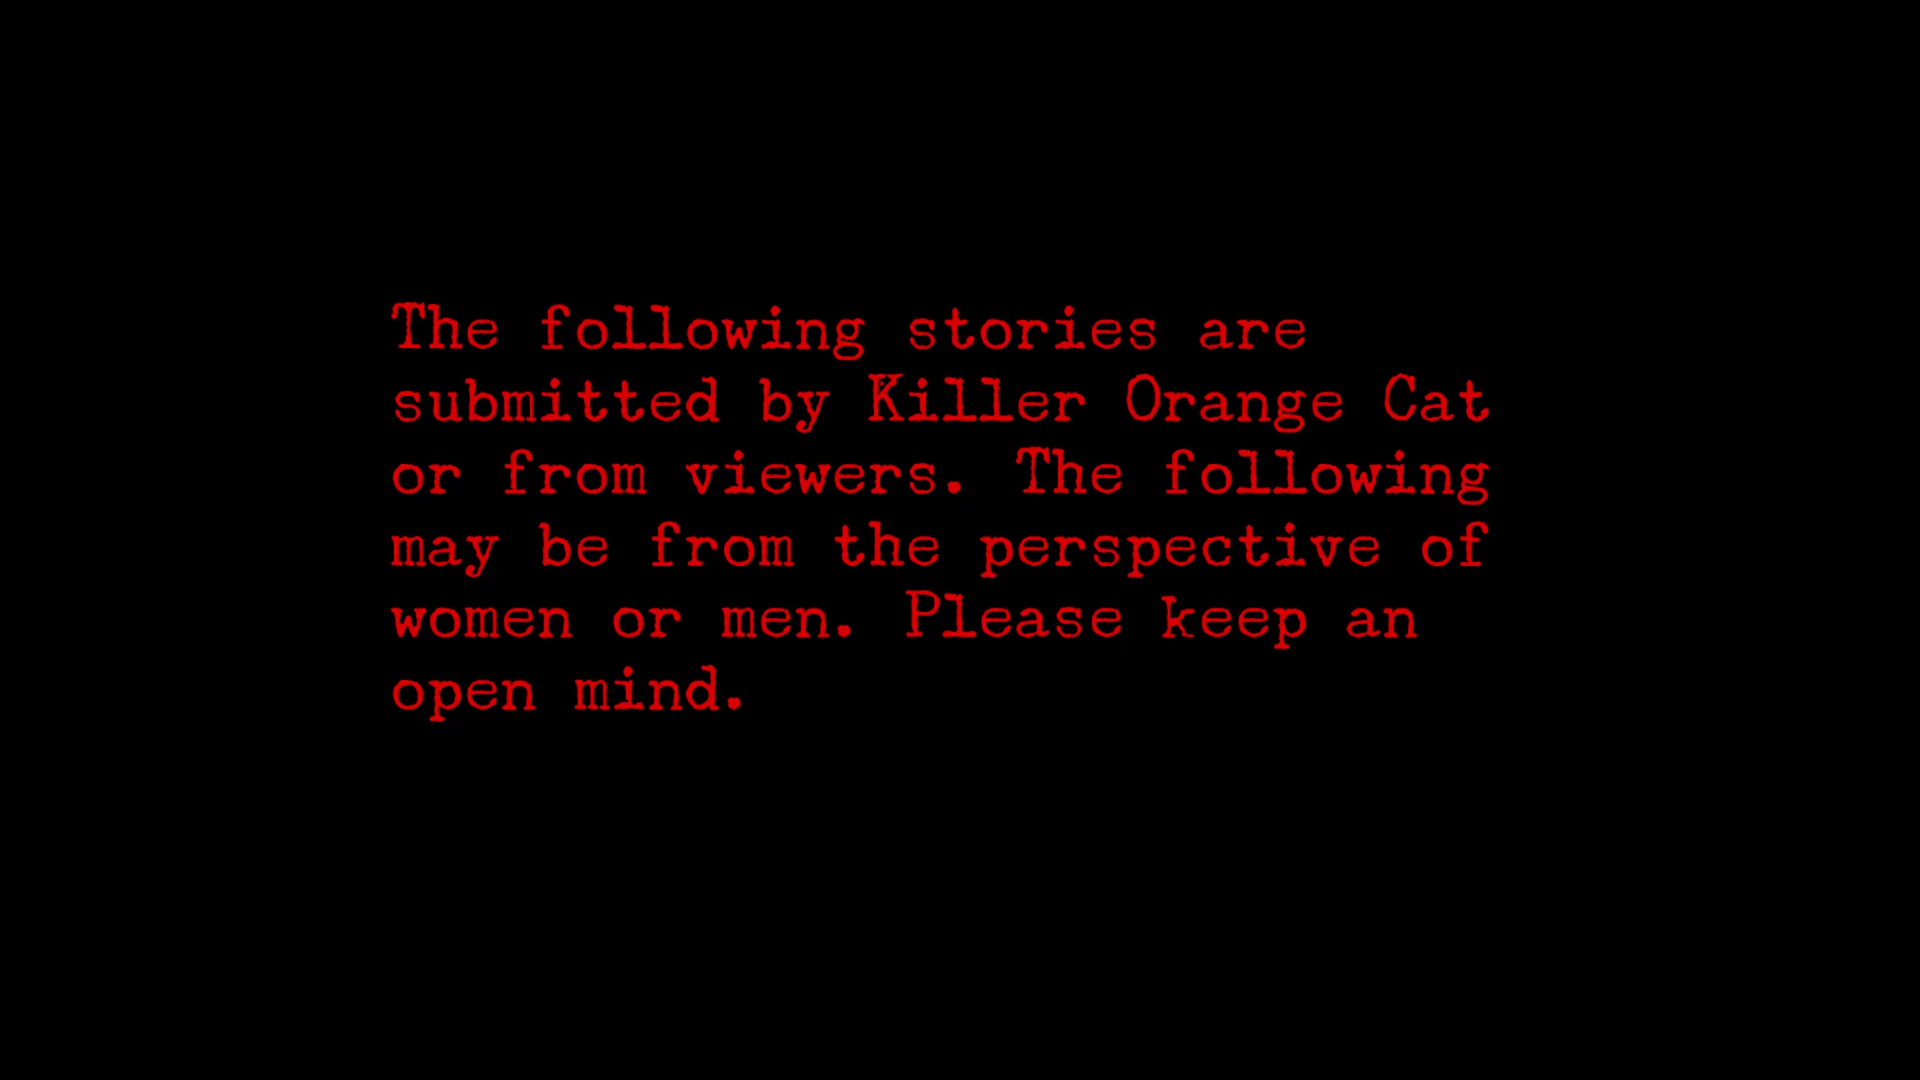 The following stories are
submitted by Killer Orange Cat
or from viewers. The following
may be from the perspective of
women or men. Please keep an
open mind.